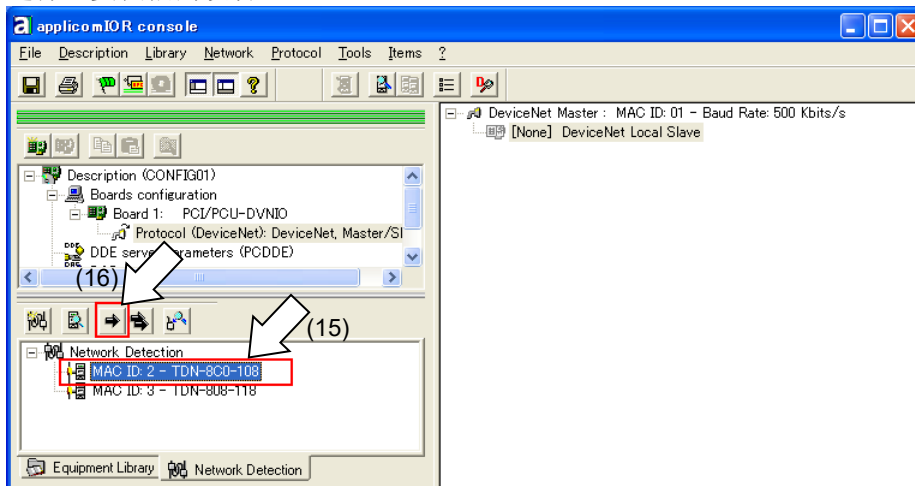 applicomIOR console
File Description Library Network Protocol Tools Items ?
DeviceNet Master : MAC ID: 01 - Baud Rate: 500 Kbits/s
[None] DeviceNet Local Slave
Description (CONFIG01)
Boards configuration
Board 1: PCI/PCU-DVNIO
Protocol (DeviceNet): DeviceNet, Master/Sl
DDE server parameters (PCDDE)
(16)
(15)
Network Detection
MAC ID: 2 - TDN-8C0-108
MAC ID: 3 - TDN-808-118
Equipment Library Network Detection